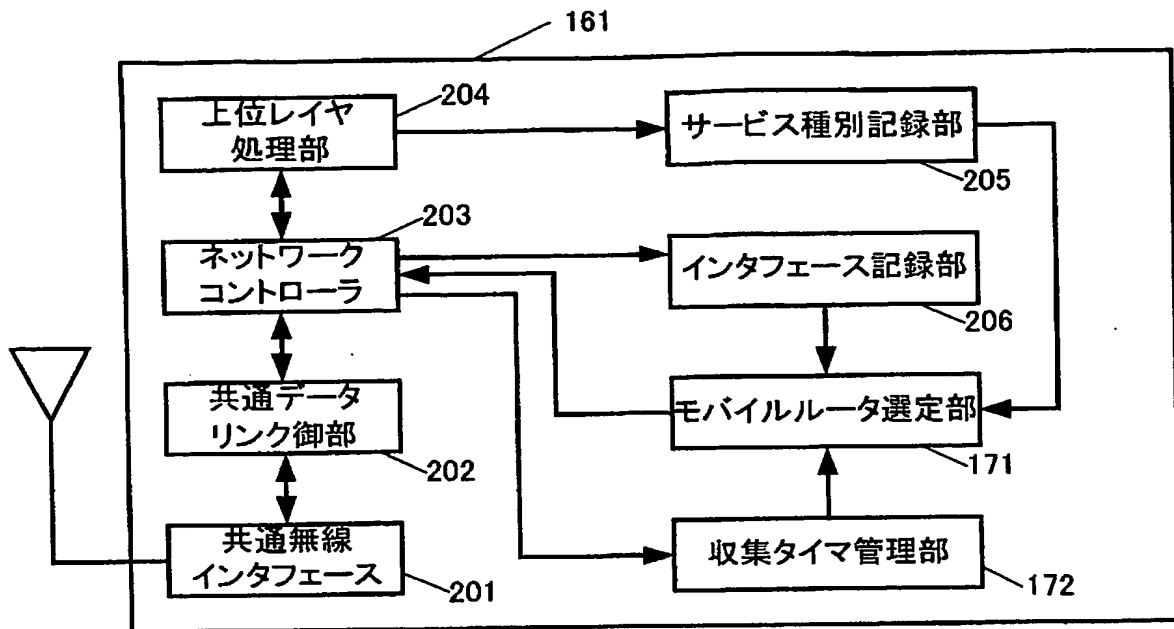 161
上位レイヤ
処理部
204
サービス種別記録部
205
203
ネットワーク
コントローラ
インタフェース記録部
206
共通データ
リンク御部
202
モバイルルータ選定部
171
共通無線
インタフェース
201
収集タイマ管理部
172